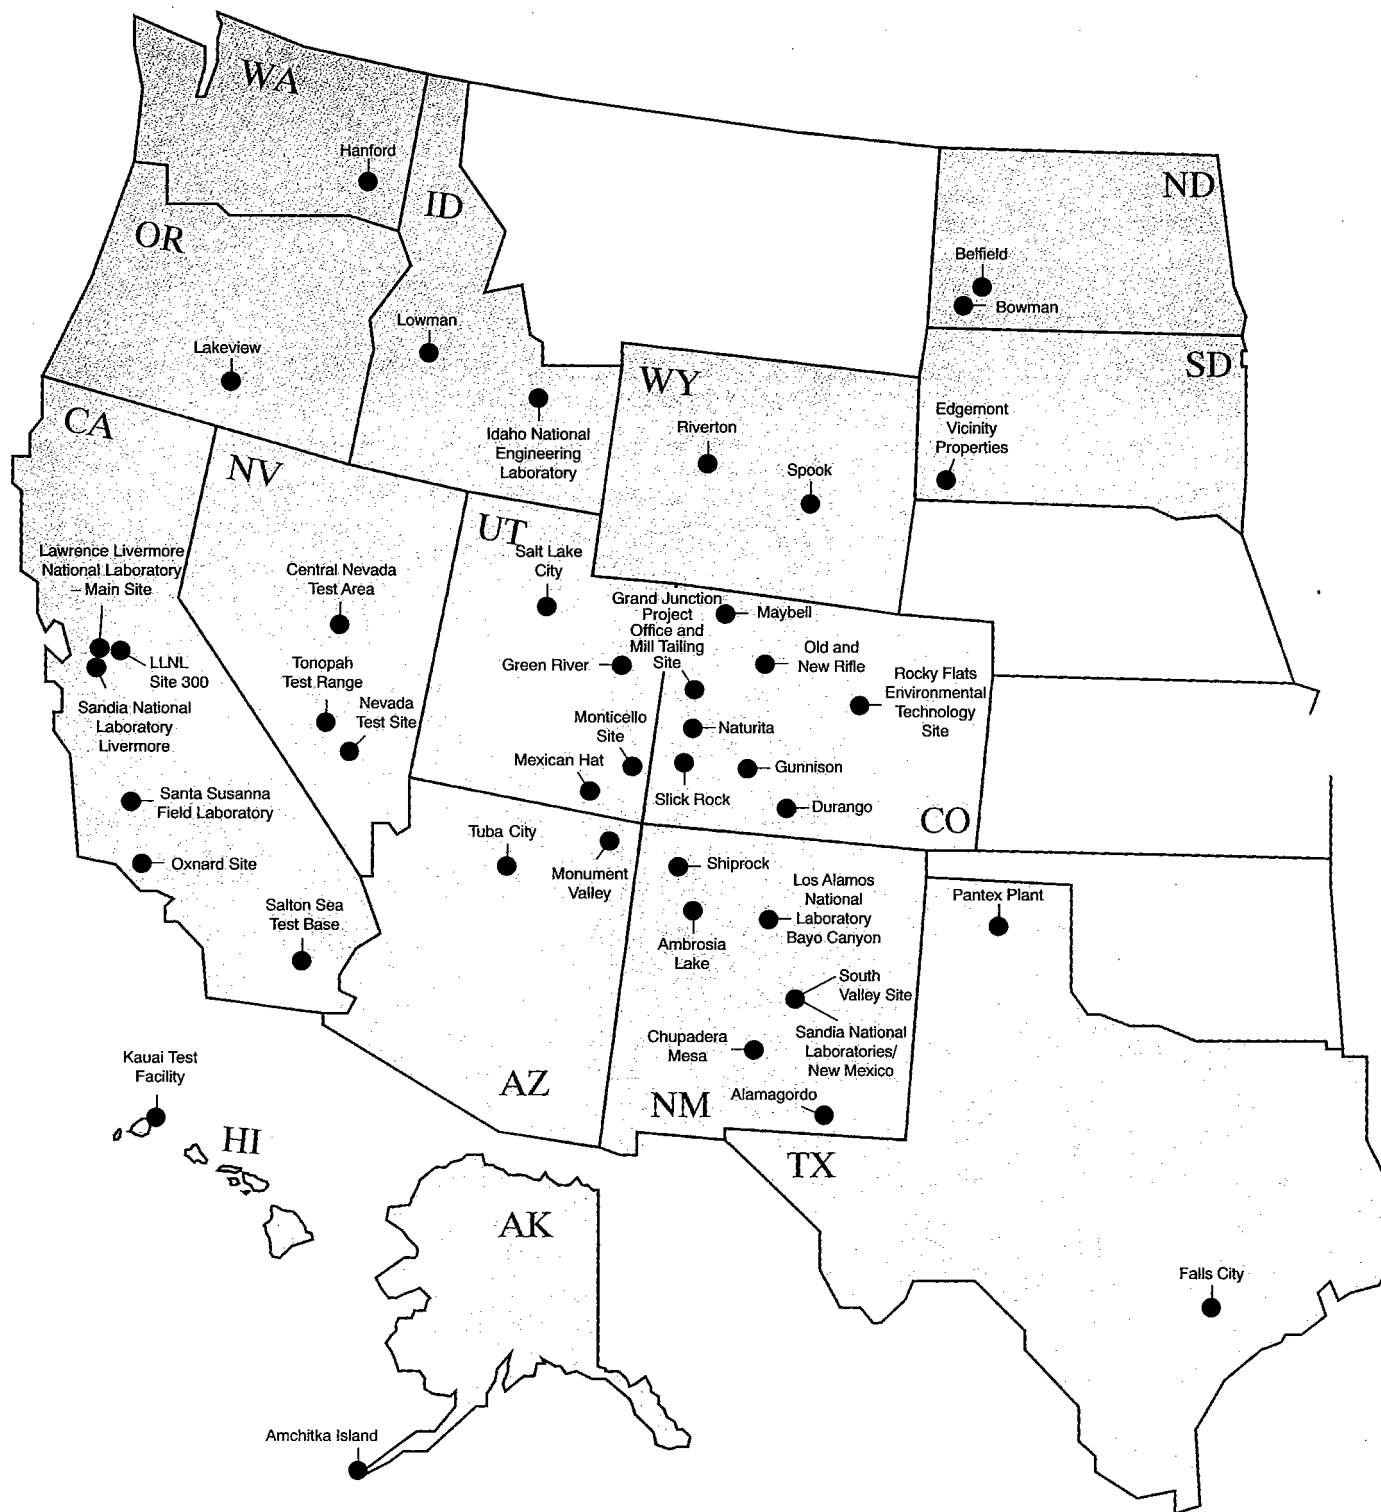 WA
Hanford
ID
OR
Lowman
Lakeview
Idaho National
Engineering
Laboratory
ND
Belfield
Bowman
SD
Edgemont
Vicinity
Properties
WY
Riverton
Spook
CA
Lawrence Livermore
National Laboratory
Main Site
LLNL
Site 300
Sandia National
Laboratory
Livermore
Santa Susanna
Field Laboratory
Oxnard Site
Salton Sea
Test Base
NV
Central Nevada
Test Area
Tonopah
Test Range
Nevada
Test Site
UT
Salt Lake
City
Green River
Monticello
Site
Mexican Hat
Grand Junction
Project
Office and
Mill Tailing
Site
Maybell
Old and
New Rifle
Rocky Flats
Environmental
Technology
Site
Naturita
Gunnison
Slick Rock
Durango
CO
Tuba City
Monument
Valley
AZ
Shiprock
Los Alamos
National
Laboratory
Bayo Canyon
Ambrosia
Lake
South
Valley Site
Sandia National
Laboratories/
New Mexico
Chupadera
Mesa
Alamagordo
NM
Pantex Plant
TX
Falls City
Kauai Test
Facility
HI
AK
Amchitka Island